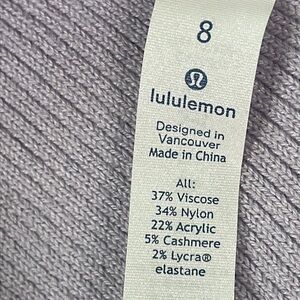 8
lululemon
Designed in
Vancouver
Made in China
All:
37% Viscose
34% Nylon
22% Acrylic
5% Cashmere
2% Lycra®
elastane